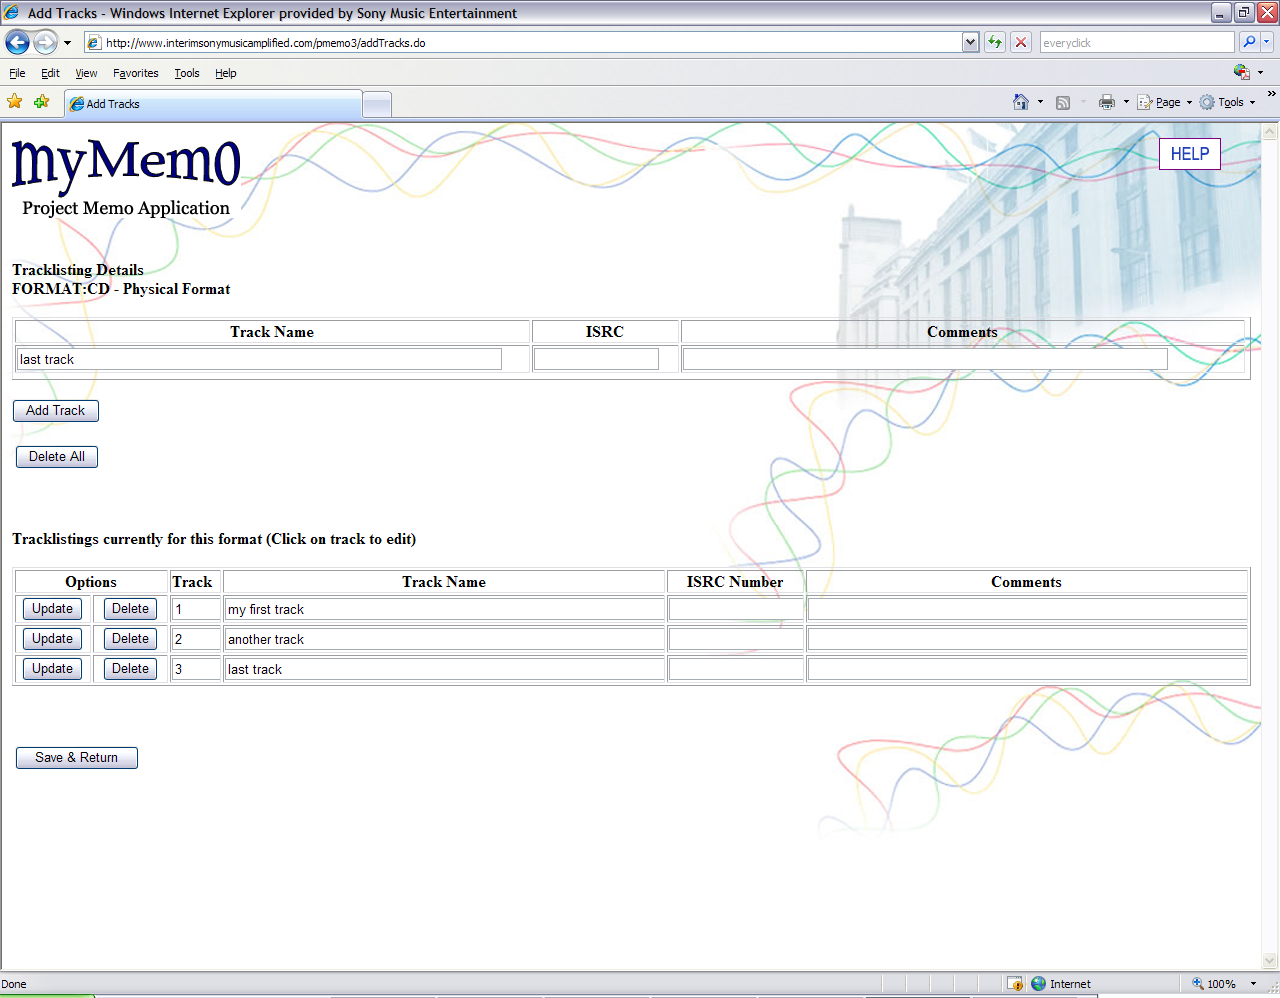 Add Tracks - Windows Internet Explorer provided by Sony Music Entertainment
http://www.interimsonymusicamplified.com/pmemo3/addTracks.do
everyclick
File Edit View Favorites Tools Help
Add Tracks
Page Tools »
myMemo
Project Memo Application
HELP
Tracklisting Details
FORMAT:CD - Physical Format
Track Name ISRC Comments
last track
Add Track
Delete All
Tracklistings currently for this format (Click on track to edit)
Options Track Track Name ISRC Number Comments
Update Delete 1 my first track
Update Delete 2 another track
Update Delete 3 last track
Save & Return
Done Internet 100%